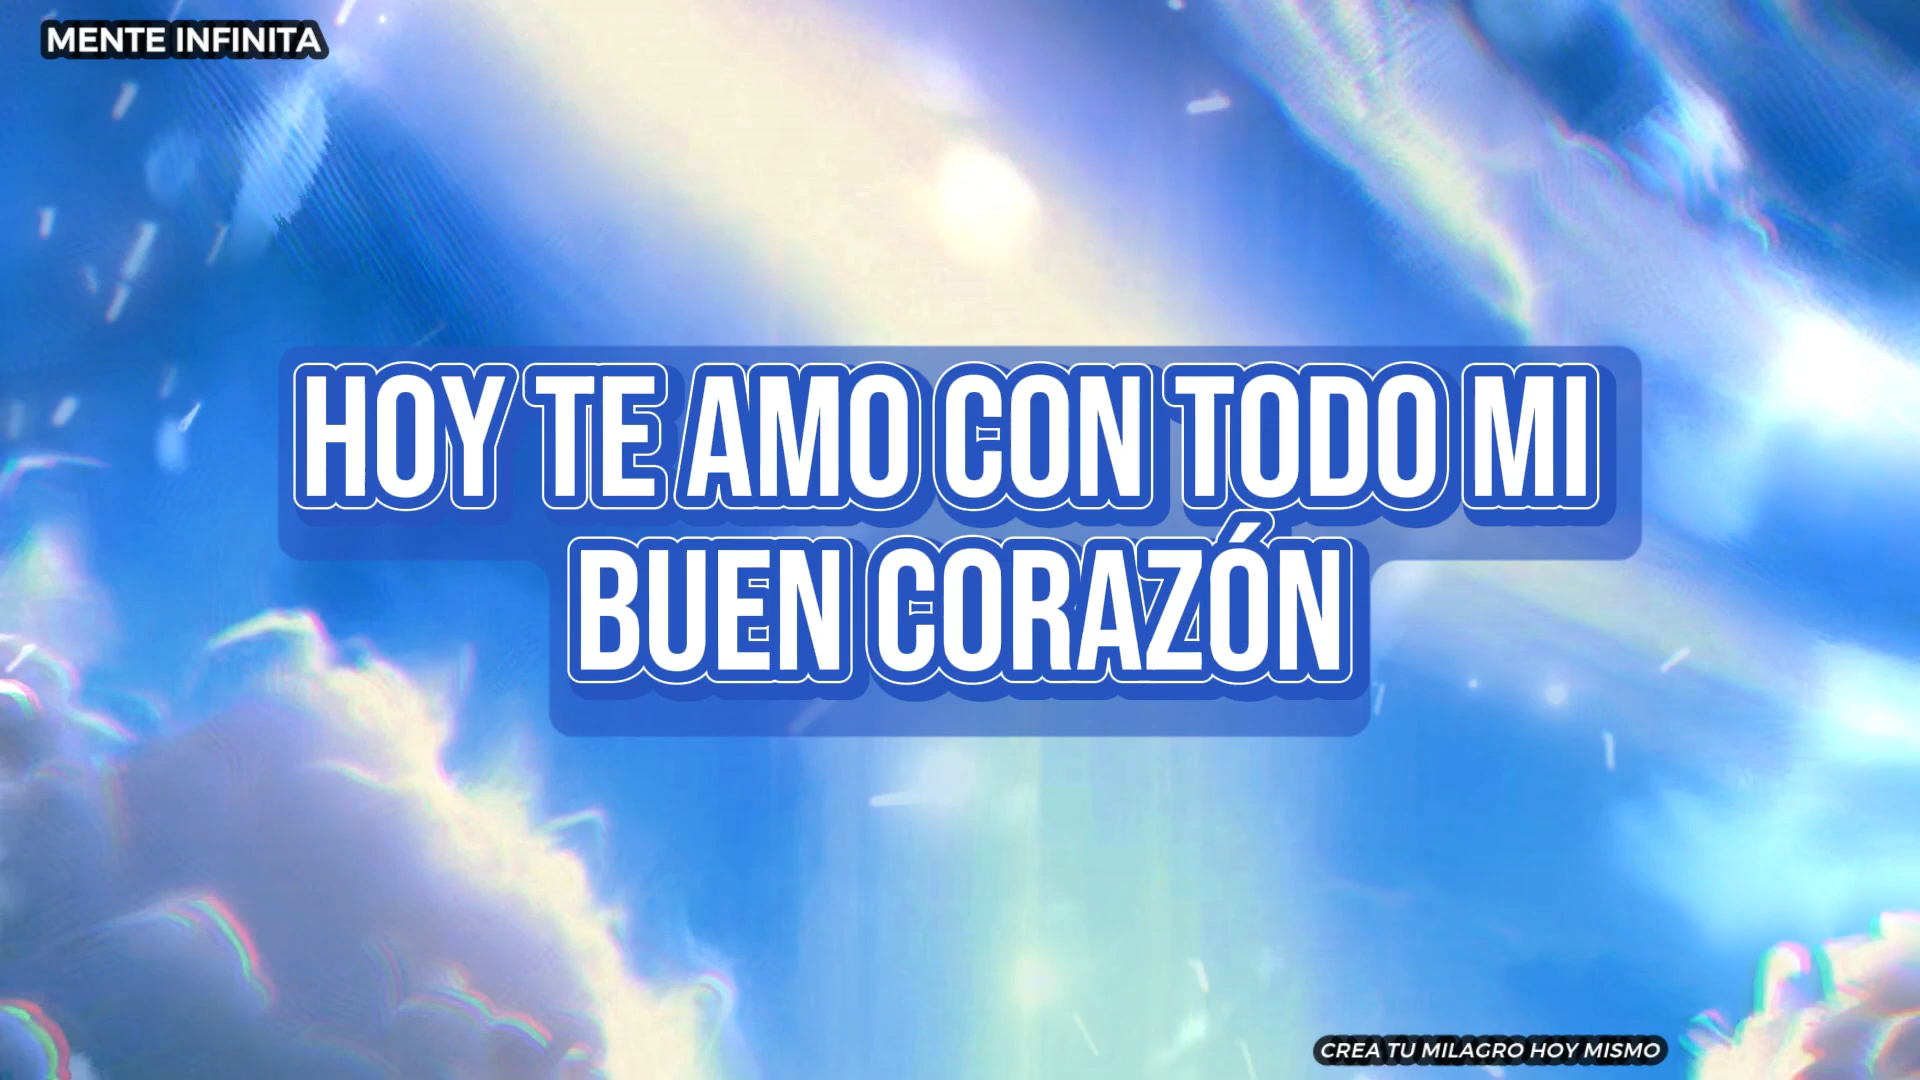 MENTE INFINITA
HOY TE AMO CON TODO MI
BUEN CORAZÓN
CREA TU MILAGRO HOY MISMO